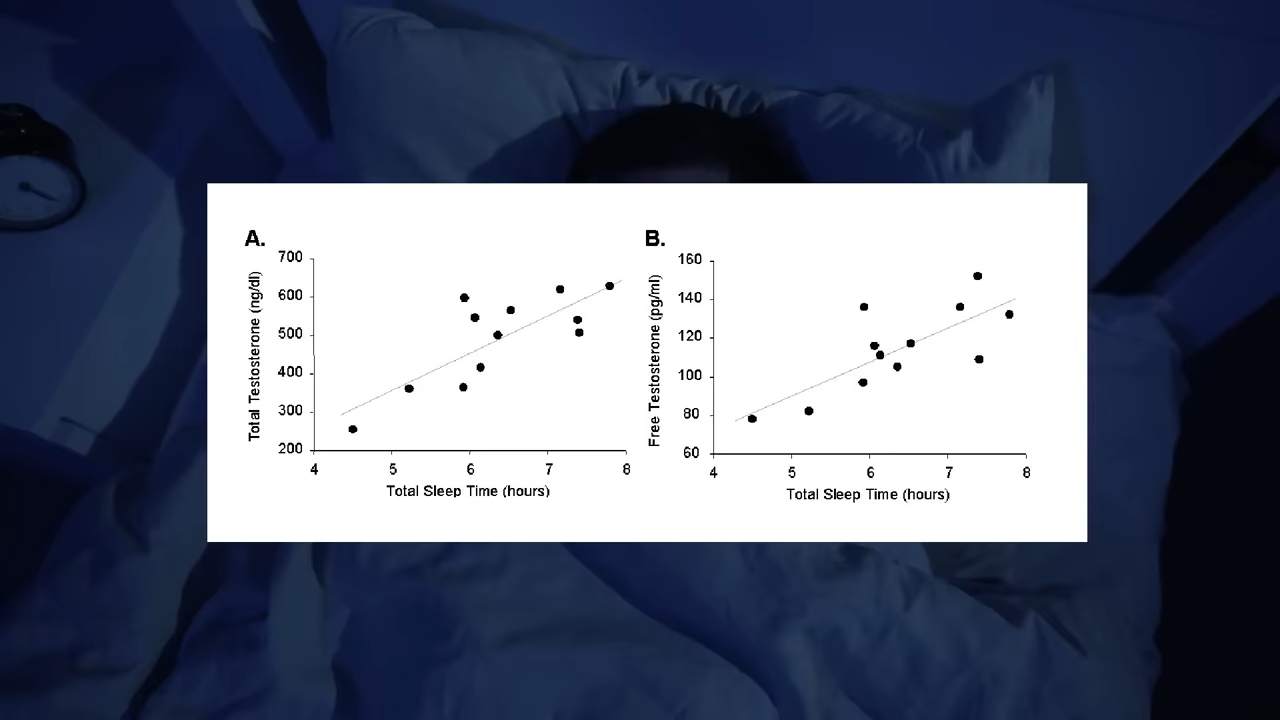 A.
700
600
500
400
300
200
Total Testosterone (ng/dl)
4 5 6 7 8
Total Sleep Time (hours)
B.
160
140
120
100
80
60
Free Testosterone (pg/ml)
4 5 6 7 8
Total Sleep Time (hours)